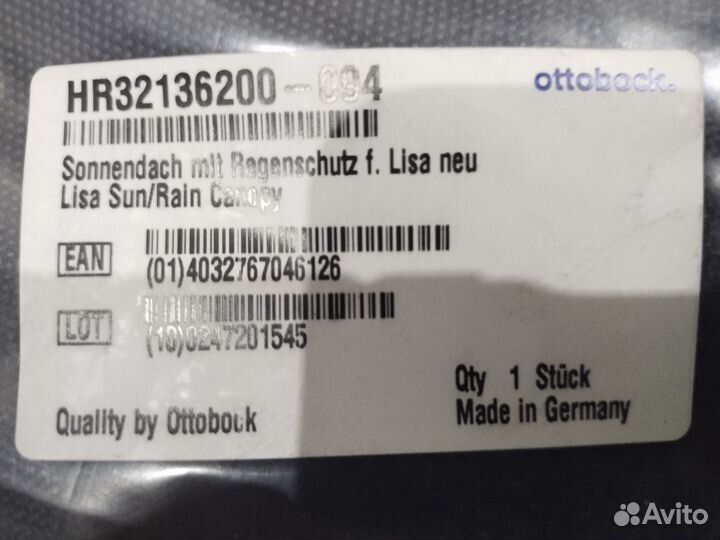 HR32136200-094
ottobock.
Sonnendach mit Regenschutz f. Lisa neu
Lisa Sun/Rain Canopy
EAN
(01)4032767046126
LOT
(10)0247201545
Qty 1 Stück
Quality by Ottobock
Made in Germany
Avito